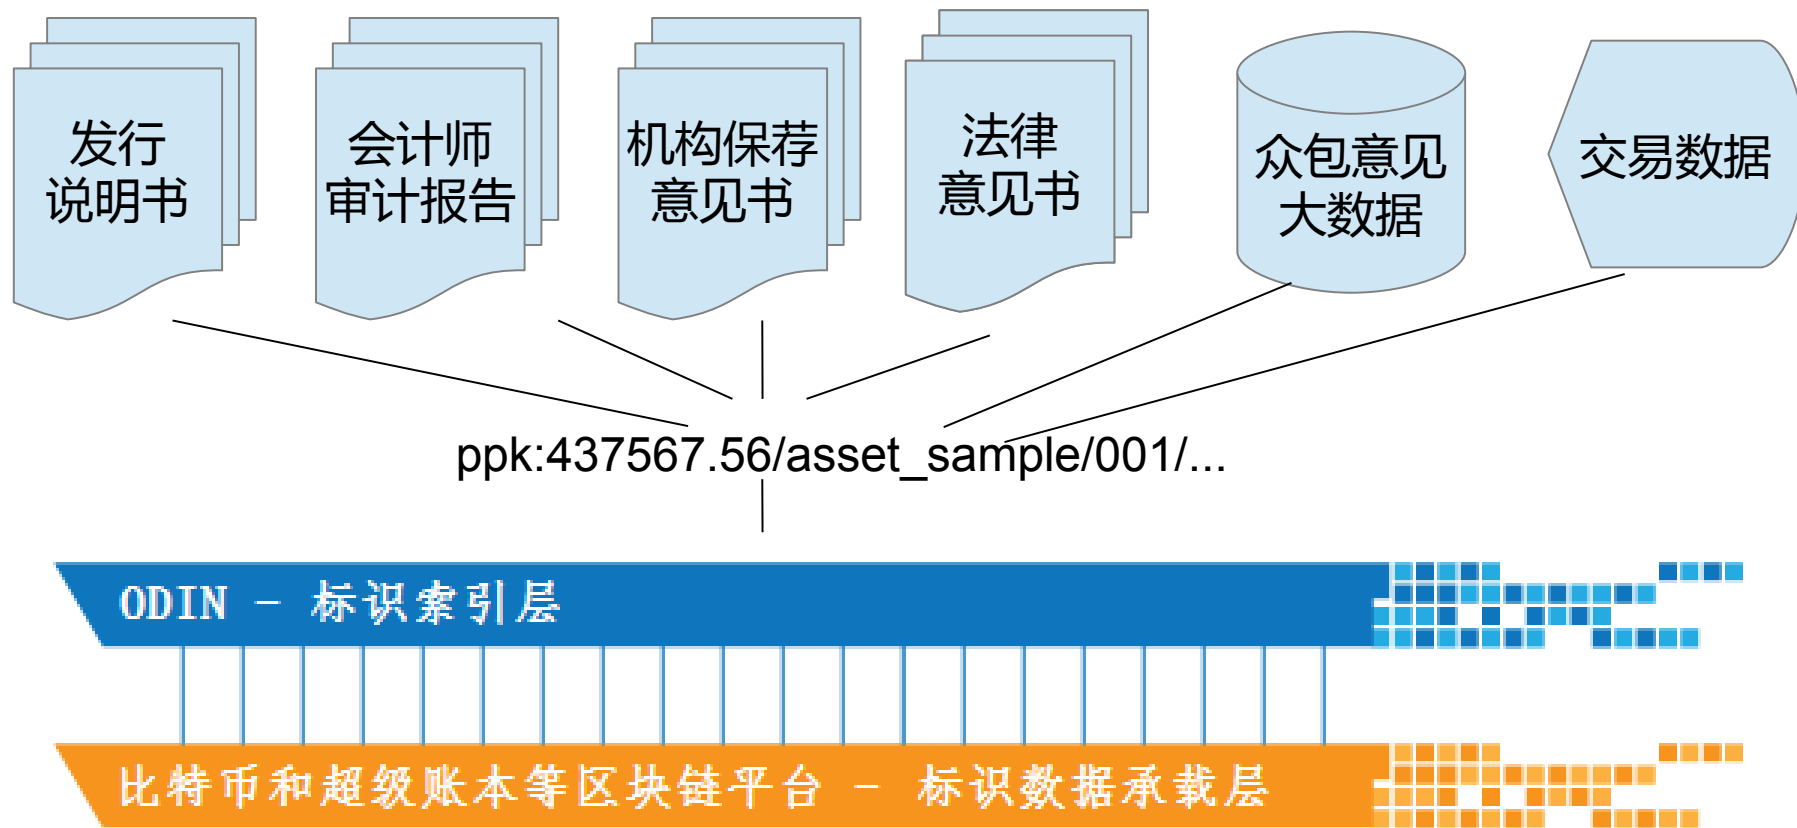 发行
说明书
会计师
审计报告
机构保荐
意见书
法律
意见书
众包意见
大数据
交易数据
ppk:437567.56/asset_sample/001/...
ODIN - 标识索引层
比特币和超级账本等区块链平台 - 标识数据承载层